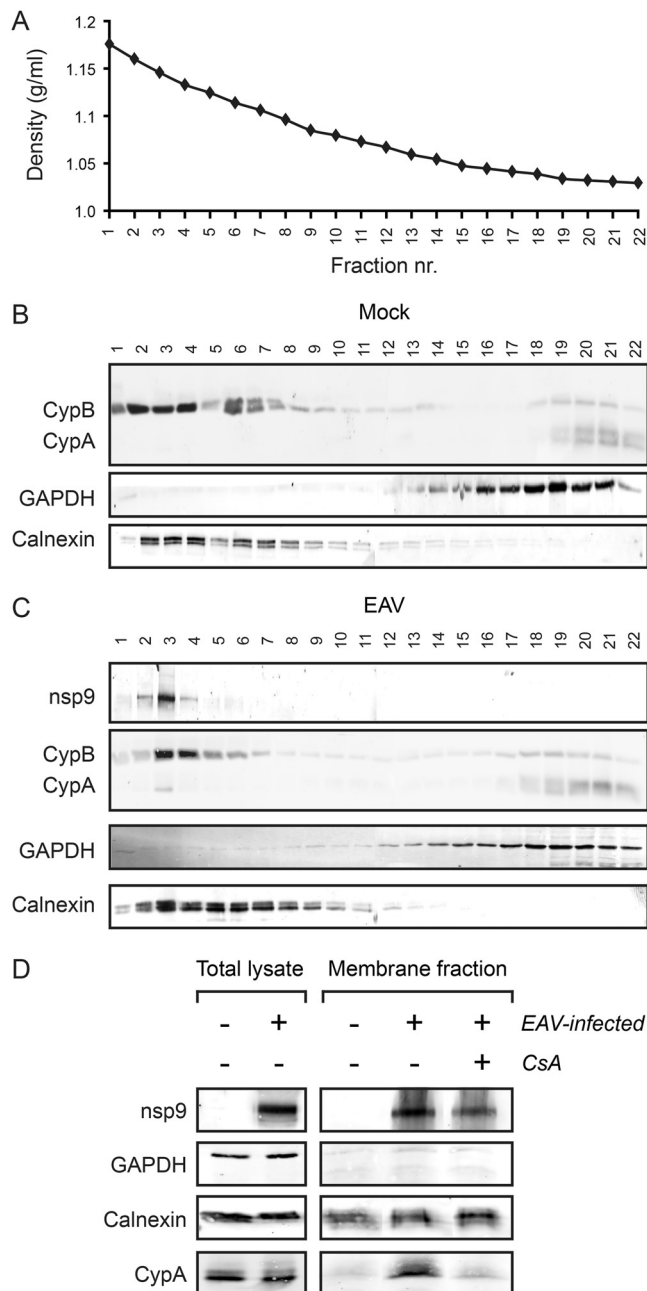 A
Density (g/ml)
1.2
1.15
1.1
1.05
1.0
1 2 3 4 5 6 7 8 9 10 11 12 13 14 15 16 17 18 19 20 21 22
Fraction nr.
B
Mock
1 2 3 4 5 6 7 8 9 10 11 12 13 14 15 16 17 18 19 20 21 22
CypB
CypA
GAPDH
Calnexin
C
EAV
1 2 3 4 5 6 7 8 9 10 11 12 13 14 15 16 17 18 19 20 21 22
nsp9
CypB
CypA
GAPDH
Calnexin
D
Total lysate Membrane fraction
- + - + + EAV-infected
- - - - + CsA
nsp9
GAPDH
Calnexin
CypA